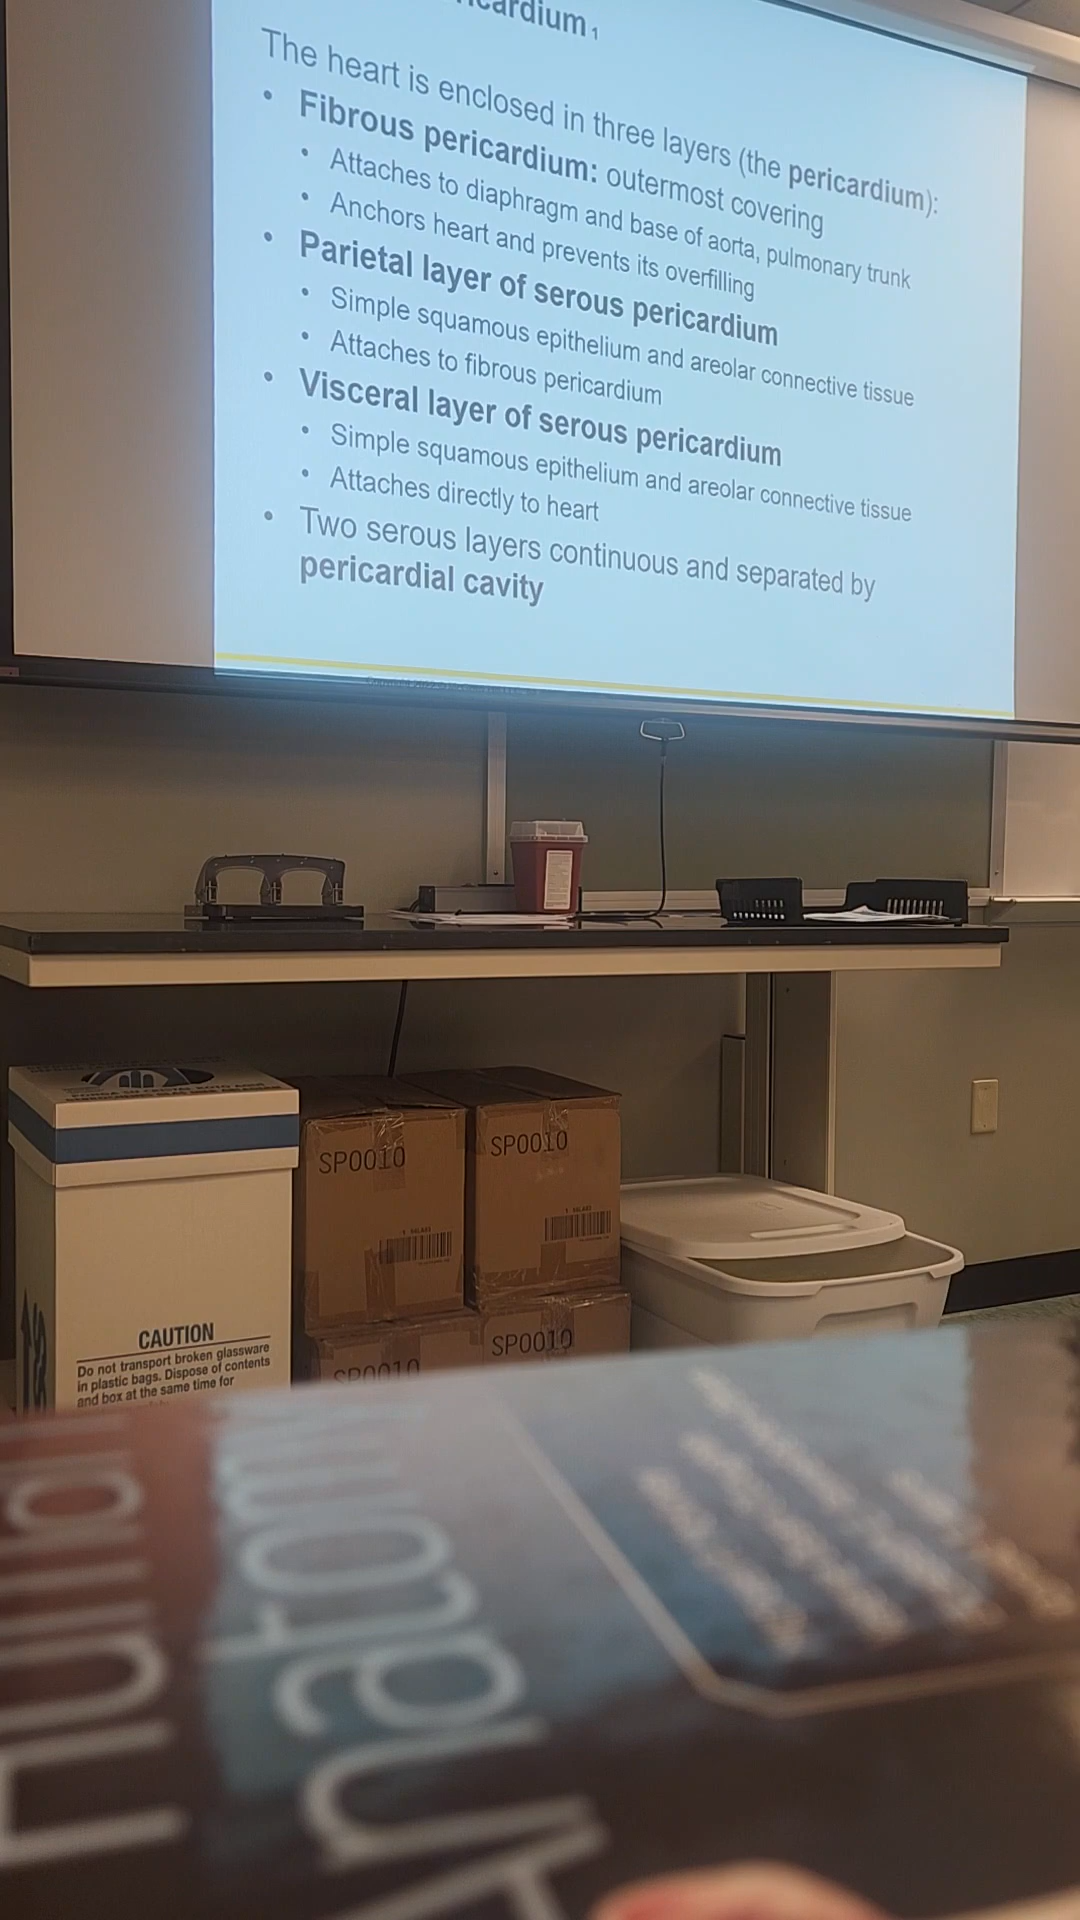 The heart is enclosed in three layers (the pericardium):
• Fibrous pericardium: outermost covering
• Attaches to diaphragm and base of aorta, pulmonary trunk
• Anchors heart and prevents its overfilling
• Parietal layer of serous pericardium
• Simple squamous epithelium and areolar connective tissue
• Attaches to fibrous pericardium
• Visceral layer of serous pericardium
• Simple squamous epithelium and areolar connective tissue
• Attaches directly to heart
• Two serous layers continuous and separated by
pericardial cavity
SP0010
SP0010
SP0010
SP0010
CAUTION
Do not transport broken glassware
in plastic bags. Dispose of contents
and box at the same time for
Human
Anatomy